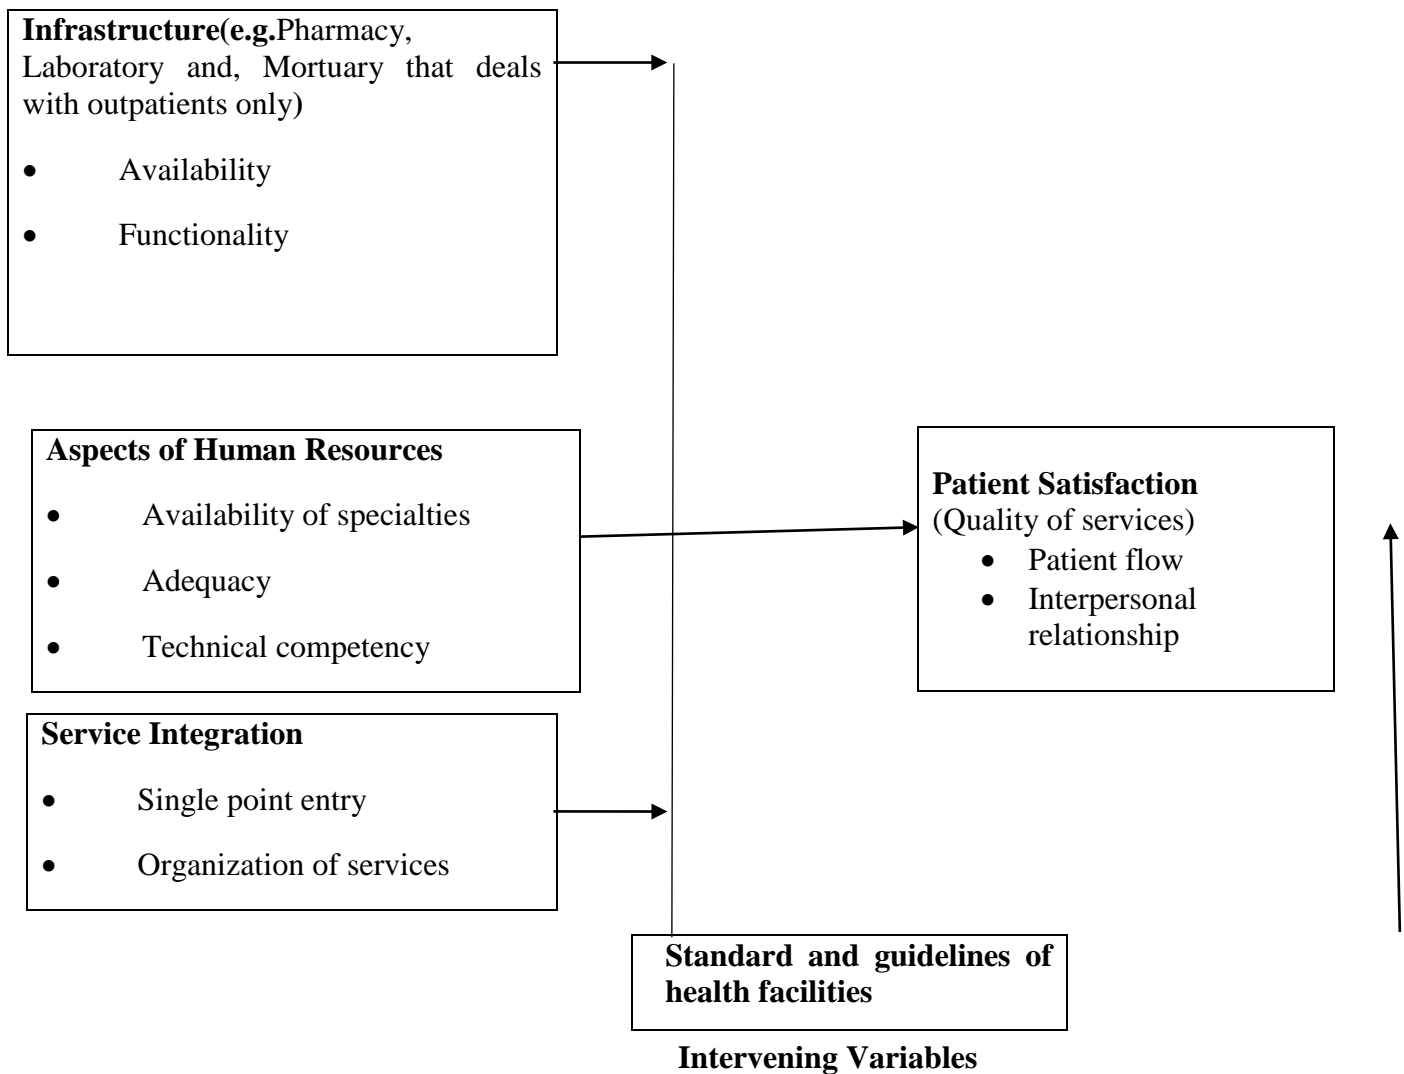 Infrastructure(e.g.Pharmacy,
Laboratory and, Mortuary that deals
with outpatients only)
• Availability
• Functionality
Aspects of Human Resources
• Availability of specialties
• Adequacy
• Technical competency
Service Integration
• Single point entry
• Organization of services
Patient Satisfaction
(Quality of services)
• Patient flow
• Interpersonal
relationship
Standard and guidelines of
health facilities
Intervening Variables